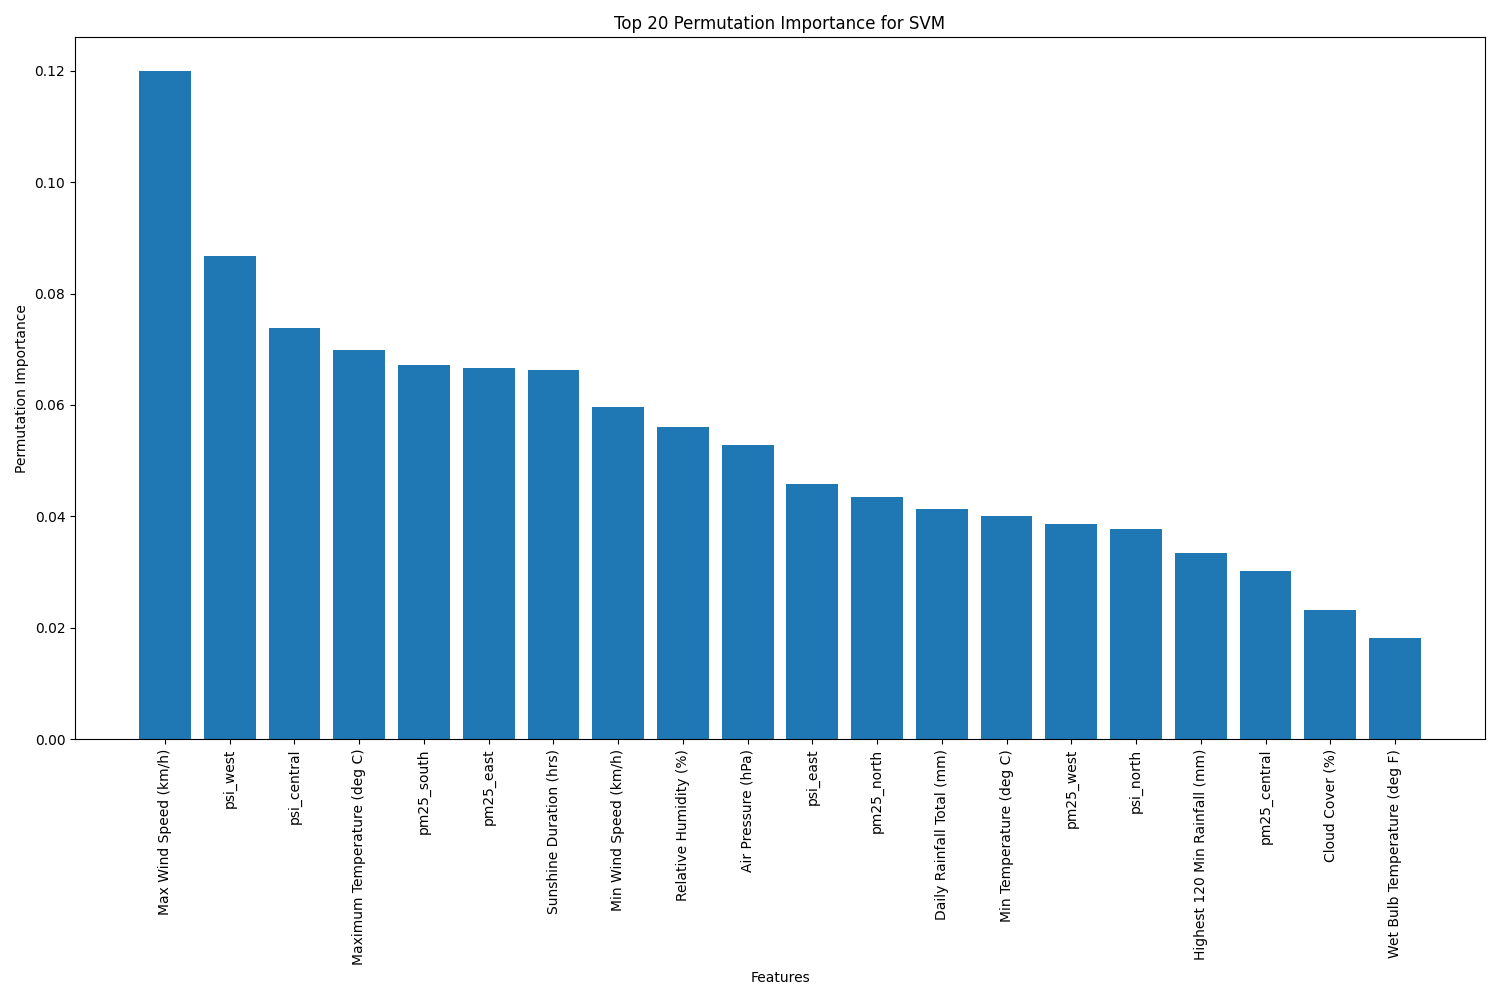 Top 20 Permutation Importance for SVM
Permutation Importance
0.12
0.10
0.08
0.06
0.04
0.02
0.00
Max Wind Speed (km/h)
psi_west
psi_central
Maximum Temperature (deg C)
pm25_south
pm25_east
Sunshine Duration (hrs)
Min Wind Speed (km/h)
Relative Humidity (%)
Air Pressure (hPa)
psi_east
pm25_north
Daily Rainfall Total (mm)
Min Temperature (deg C)
pm25_west
psi_north
Highest 120 Min Rainfall (mm)
pm25_central
Cloud Cover (%)
Wet Bulb Temperature (deg F)
Features